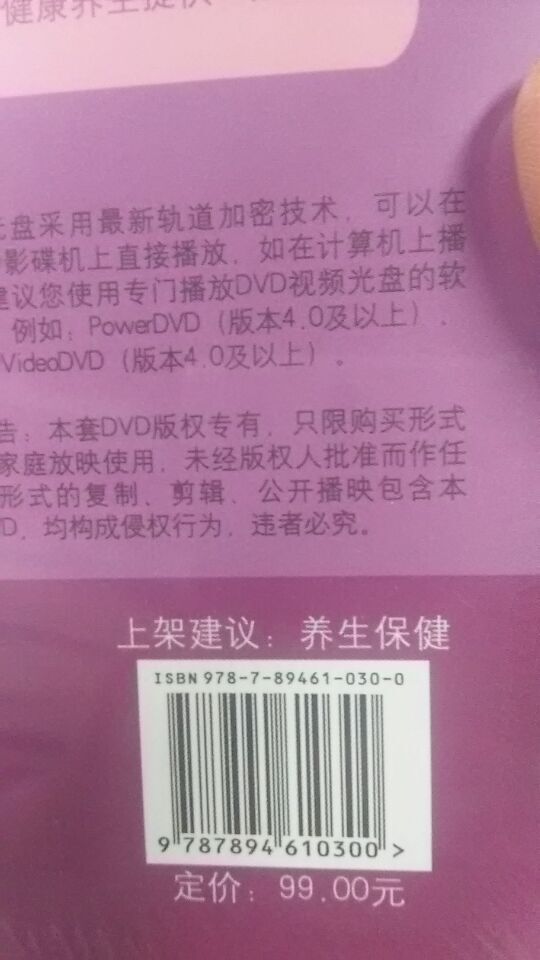 健康养生提供
光盘采用最新轨道加密技术，可以在
影碟机上直接播放，如在计算机上播
建议您使用专门播放DVD视频光盘的软
例如：PowerDVD（版本4.0及以上）、
VideoDVD（版本4.0及以上）。
告：本套DVD版权专有，只限购买形式
家庭放映使用，未经版权人批准而作任
形式的复制、剪辑、公开播映包含本
VD，均构成侵权行为，违者必究。
上架建议：养生保健
ISBN 978-7-89461-030-0
9 787894 610300 >
定价：99.00元